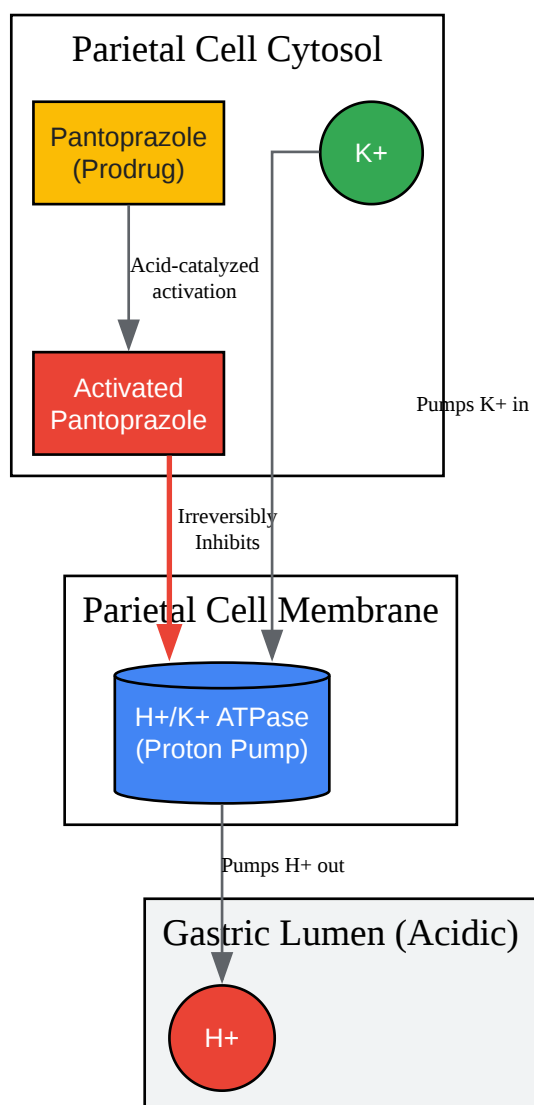 Parietal Cell Cytosol
Pantoprazole
(Prodrug)
K+
Acid-catalyzed
activation
Activated
Pantoprazole
Pumps K+ in
Irreversibly
Inhibits
Parietal Cell Membrane
H+/K+ ATPase
(Proton Pump)
Pumps H+ out
Gastric Lumen (Acidic)
H+